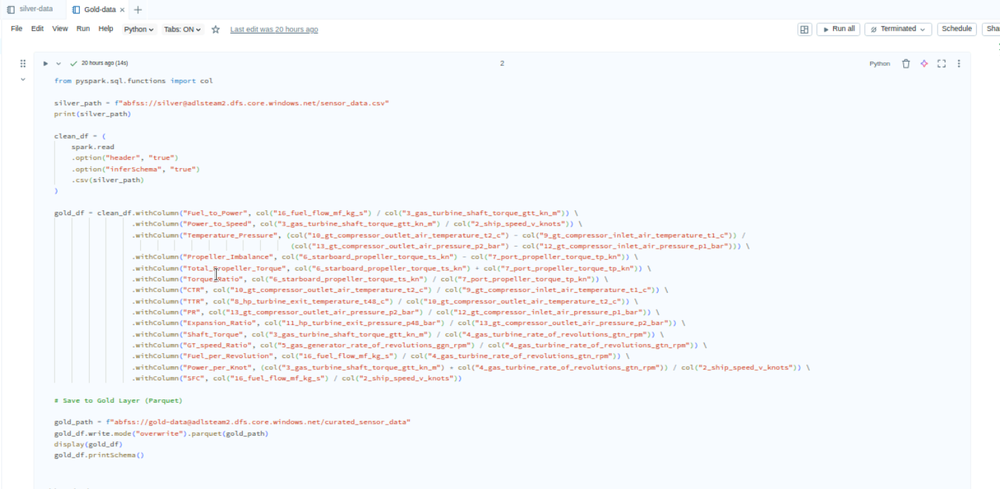 silver-data Gold-data × +
File Edit View Run Help Python Tabs: ON Last edit was 20 hours ago Run all Terminated Schedule Sha
20 hours ago (14s) 2 Python
from pyspark.sql.functions import col
silver_path = f"abfss://silver@adlsteam2.dfs.core.windows.net/sensor_data.csv"
print(silver_path)
clean_df = (
spark.read
.option("header", "true")
.option("inferSchema", "true")
.csv(silver_path)
)
gold_df = clean_df.withColumn("Fuel_to_Power", col("16_fuel_flow_mf_kg_s") / col("3_gas_turbine_shaft_torque_gtt_kn_m")) \
.withColumn("Power_to_Speed", col("3_gas_turbine_shaft_torque_gtt_kn_m") / col("2_ship_speed_v_knots")) \
.withColumn("Temperature_Pressure", (col("10_gt_compressor_outlet_air_temperature_t2_c") - col("9_gt_compressor_inlet_air_temperature_t1_c")) /
(col("13_gt_compressor_outlet_air_pressure_p2_bar") - col("12_gt_compressor_inlet_air_pressure_p1_bar"))) \
.withColumn("Propeller_Imbalance", col("6_starboard_propeller_torque_ts_kn") - col("7_port_propeller_torque_tp_kn")) \
.withColumn("Total_Propeller_Torque", col("6_starboard_propeller_torque_ts_kn") + col("7_port_propeller_torque_tp_kn")) \
.withColumn("Torque_Ratio", col("6_starboard_propeller_torque_ts_kn") / col("7_port_propeller_torque_tp_kn")) \
.withColumn("CTR", col("10_gt_compressor_outlet_air_temperature_t2_c") / col("9_gt_compressor_inlet_air_temperature_t1_c")) \
.withColumn("TTR", col("8_hp_turbine_exit_temperature_t48_c") / col("10_gt_compressor_outlet_air_temperature_t2_c")) \
.withColumn("PR", col("13_gt_compressor_outlet_air_pressure_p2_bar") / col("12_gt_compressor_inlet_air_pressure_p1_bar")) \
.withColumn("Expansion_Ratio", col("11_hp_turbine_exit_pressure_p48_bar") / col("13_gt_compressor_outlet_air_pressure_p2_bar")) \
.withColumn("Shaft_Torque", col("3_gas_turbine_shaft_torque_gtt_kn_m") / col("4_gas_turbine_rate_of_revolutions_gtn_rpm")) \
.withColumn("GT_speed_Ratio", col("5_gas_generator_rate_of_revolutions_ggn_rpm") / col("4_gas_turbine_rate_of_revolutions_gtn_rpm")) \
.withColumn("Fuel_per_Revolution", col("16_fuel_flow_mf_kg_s") / col("4_gas_turbine_rate_of_revolutions_gtn_rpm")) \
.withColumn("Power_per_Knot", (col("3_gas_turbine_shaft_torque_gtt_kn_m") * col("4_gas_turbine_rate_of_revolutions_gtn_rpm")) / col("2_ship_speed_v_knots")) \
.withColumn("SFC", col("16_fuel_flow_mf_kg_s") / col("2_ship_speed_v_knots"))
# Save to Gold Layer (Parquet)
gold_path = f"abfss://gold-data@adlsteam2.dfs.core.windows.net/curated_sensor_data"
gold_df.write.mode("overwrite").parquet(gold_path)
display(gold_df)
gold_df.printSchema()